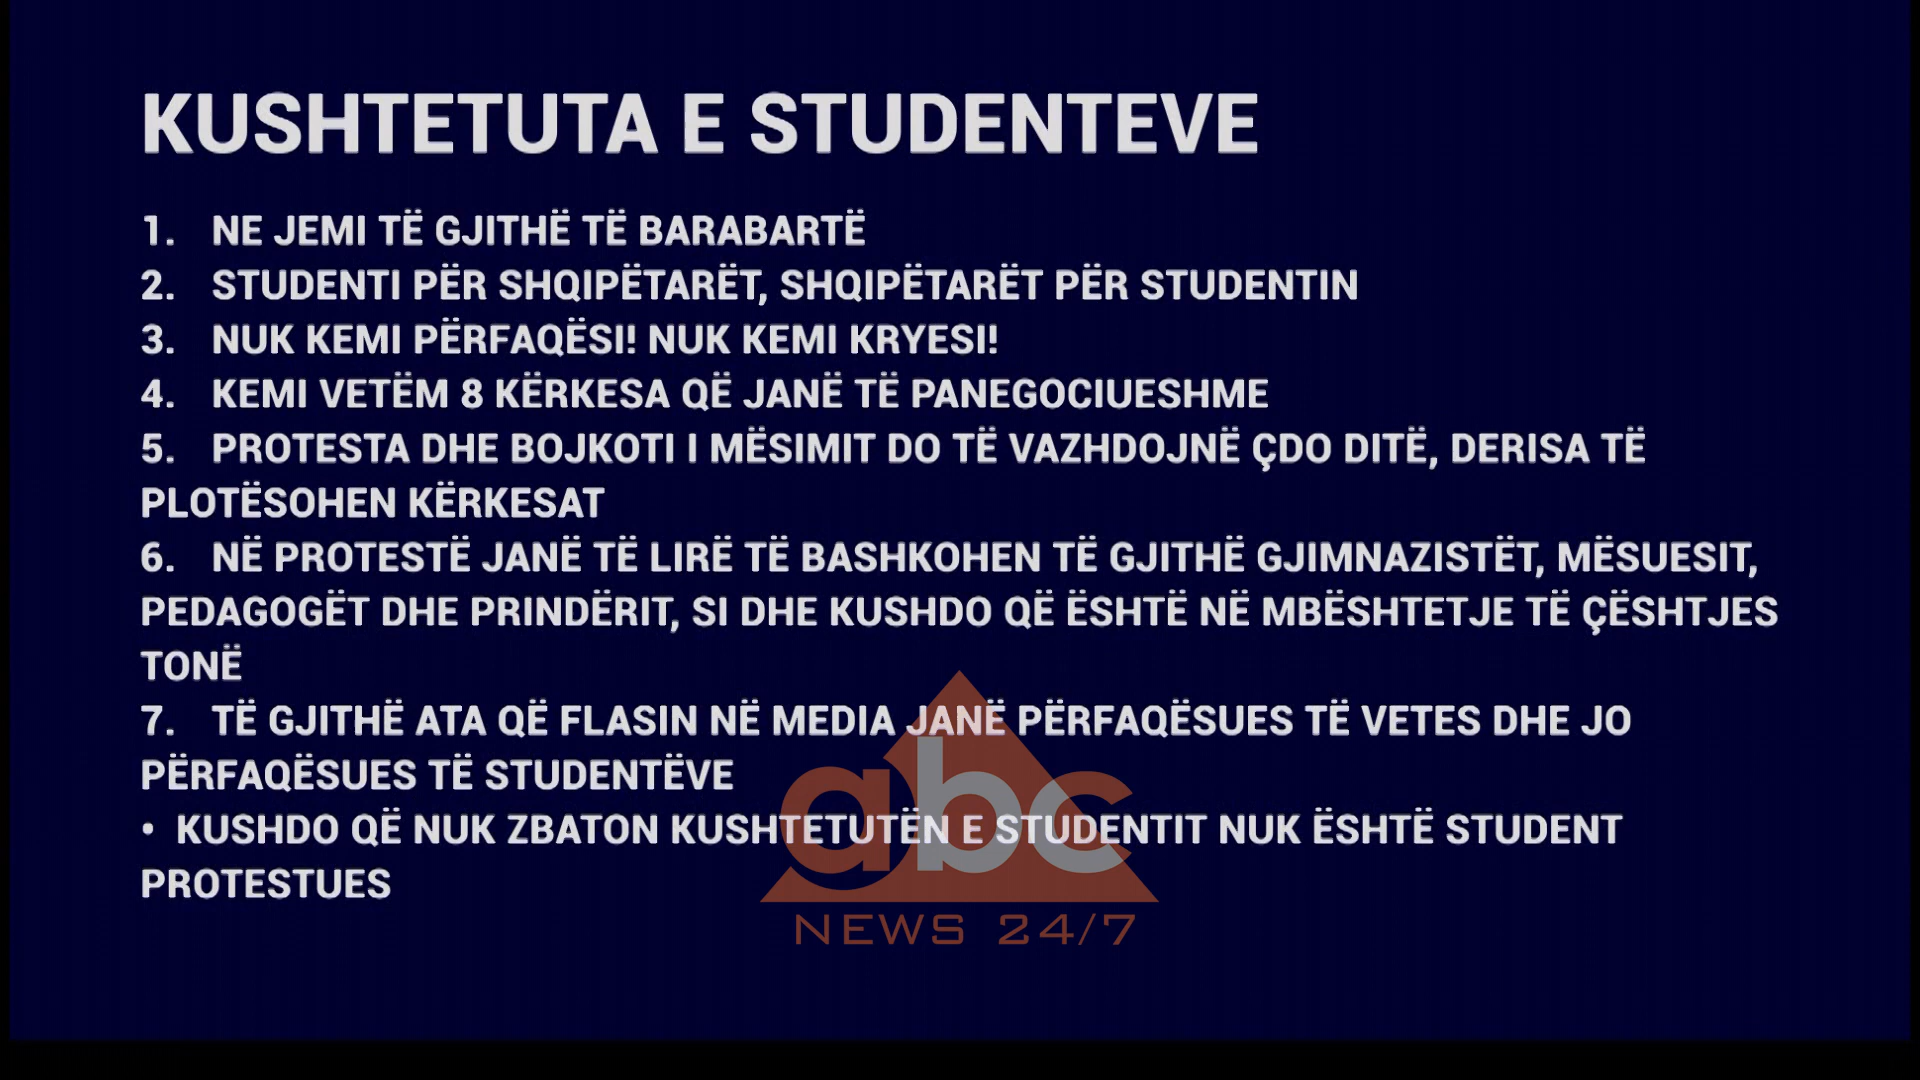 KUSHTETUTA E STUDENTEVE
1. NE JEMI TË GJITHË TË BARABARTË
2. STUDENTI PËR SHQIPËTARËT, SHQIPËTARËT PËR STUDENTIN
3. NUK KEMI PËRFAQËSI! NUK KEMI KRYESI!
4. KEMI VETËM 8 KËRKESA QË JANË TË PANEGOCIUESHME
5. PROTESTA DHE BOJKOTI I MËSIMIT DO TË VAZHDOJNË ÇDO DITË, DERISA TË
PLOTËSOHEN KËRKESAT
6. NË PROTESTË JANË TË LIRË TË BASHKOHEN TË GJITHË GJIMNAZISTËT, MËSUESIT,
PEDAGOGËT DHE PRINDËRIT, SI DHE KUSHDO QË ËSHTË NË MBËSHTETJE TË ÇËSHTJES
TONË
7. TË GJITHË ATA QË FLASIN NË MEDIA JANË PËRFAQËSUES TË VETES DHE JO
PËRFAQËSUES TË STUDENTËVE
• KUSHDO QË NUK ZBATON KUSHTETUTËN E STUDENTIT NUK ËSHTË STUDENT
PROTESTUES
abc
NEWS 24/7